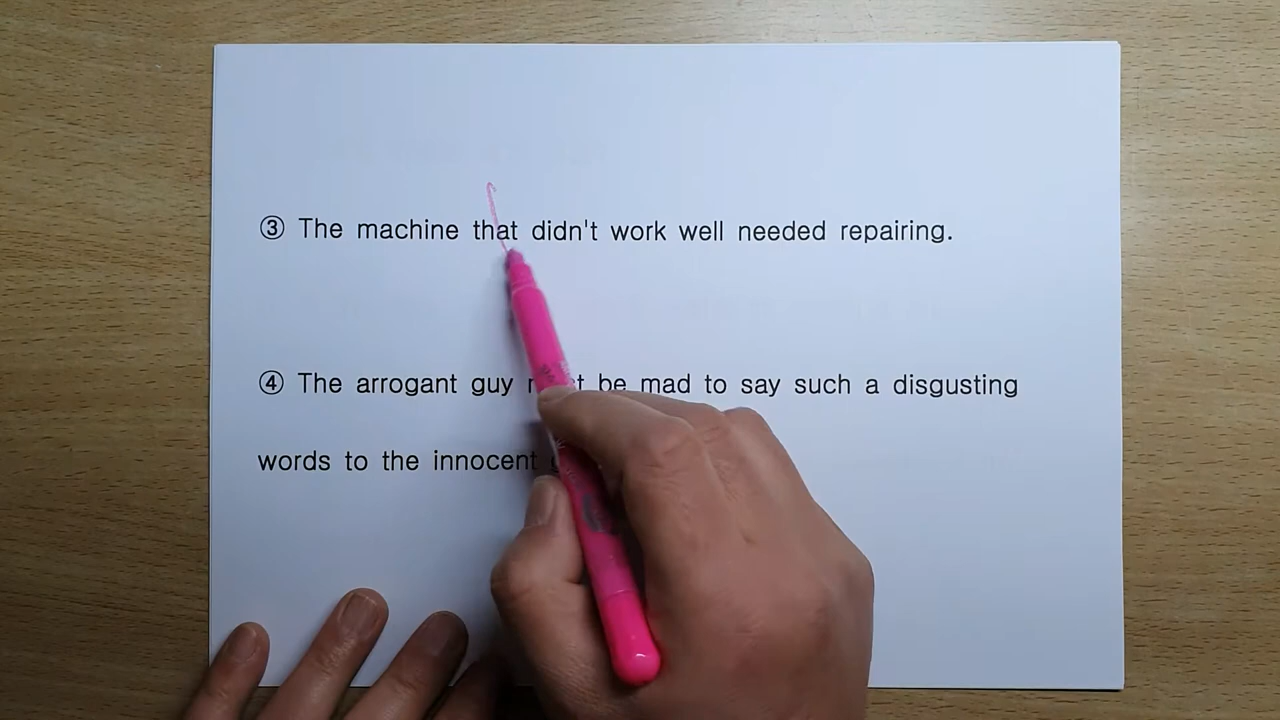 ③ The machine that didn't work well needed repairing.
④ The arrogant guy be mad to say such a disgusting
words to the innocent